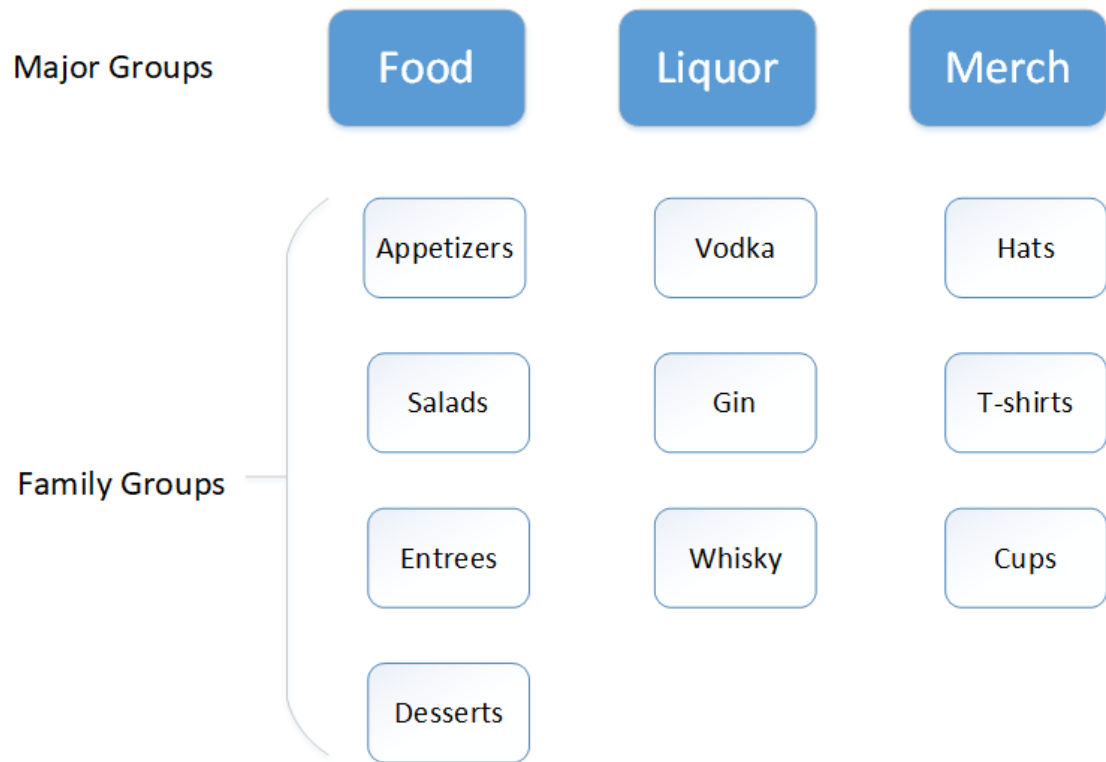 Major Groups
Food
Liquor
Merch
Appetizers
Vodka
Hats
Salads
Gin
T-shirts
Family Groups
Entrees
Whisky
Cups
Desserts